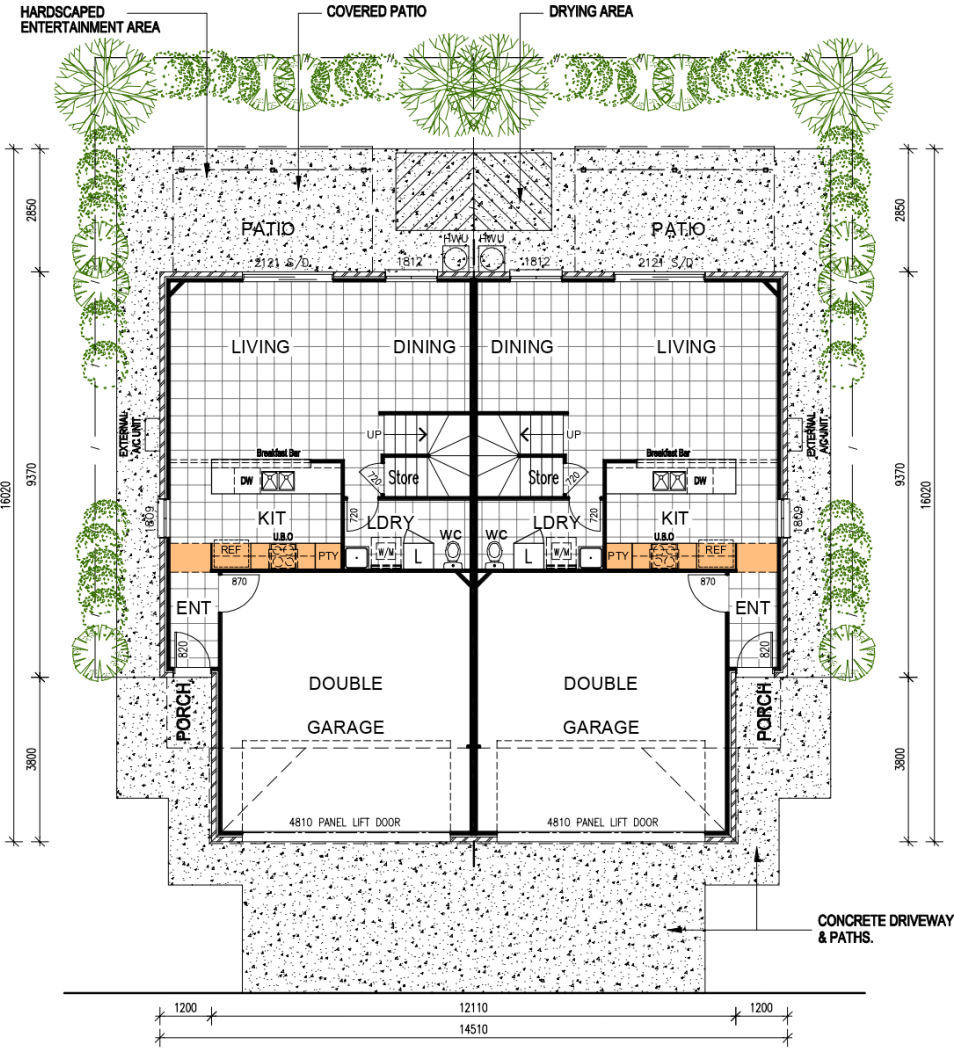 HARDSCAPED
ENTERTAINMENT AREA
COVERED PATIO
DRYING AREA
2850
2850
PATIO
PATIO
HWU
HWU
2121 S/D
1812
1812
2121 S/D
LIVING
DINING
DINING
LIVING
EXTERNAL
A/C UNIT.
EXTERNAL
A/C UNIT.
UP
UP
Breakfast Bar
Breakfast Bar
DW
DW
720
Store
Store
720
16020
9370
9370
16020
1809
KIT
720
LDRY
WC
WC
LDRY
720
KIT
1809
U.B.O
U.B.O
REF
PTY
W/M
L
L
W/M
PTY
REF
870
870
ENT
ENT
820
820
PORCH
PORCH
DOUBLE
GARAGE
DOUBLE
GARAGE
3800
3800
4810 PANEL LIFT DOOR
4810 PANEL LIFT DOOR
CONCRETE DRIVEWAY
& PATHS.
1200
12110
1200
14510